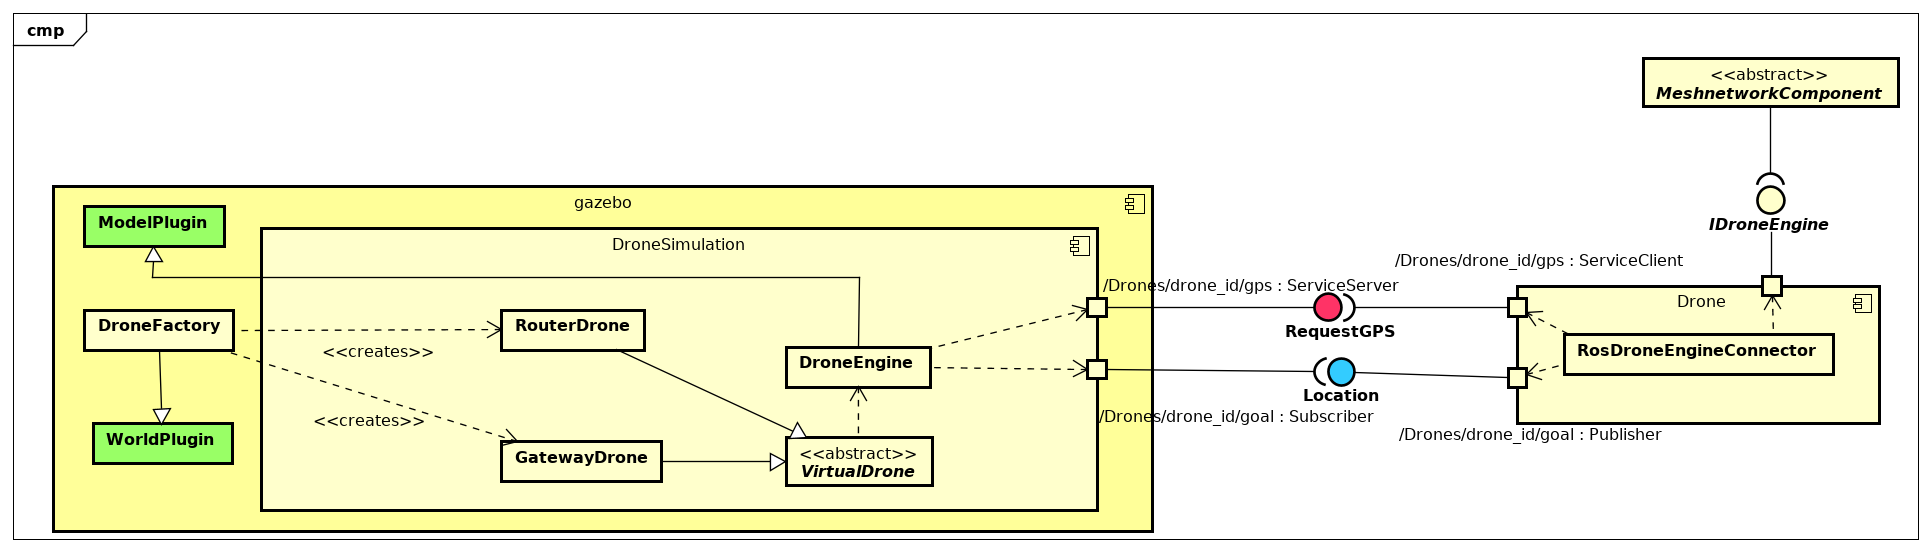 cmp
<<abstract>>
MeshnetworkComponent
gazebo
ModelPlugin
IDroneEngine
DroneSimulation
/Drones/drone_id/gps : ServiceClient
/Drones/drone_id/gps : ServiceServer
Drone
DroneFactory
RouterDrone
RequestGPS
<<creates>>
RosDroneEngineConnector
DroneEngine
Location
<<creates>>
/Drones/drone_id/goal : Subscriber
/Drones/drone_id/goal : Publisher
WorldPlugin
GatewayDrone
<<abstract>>
VirtualDrone